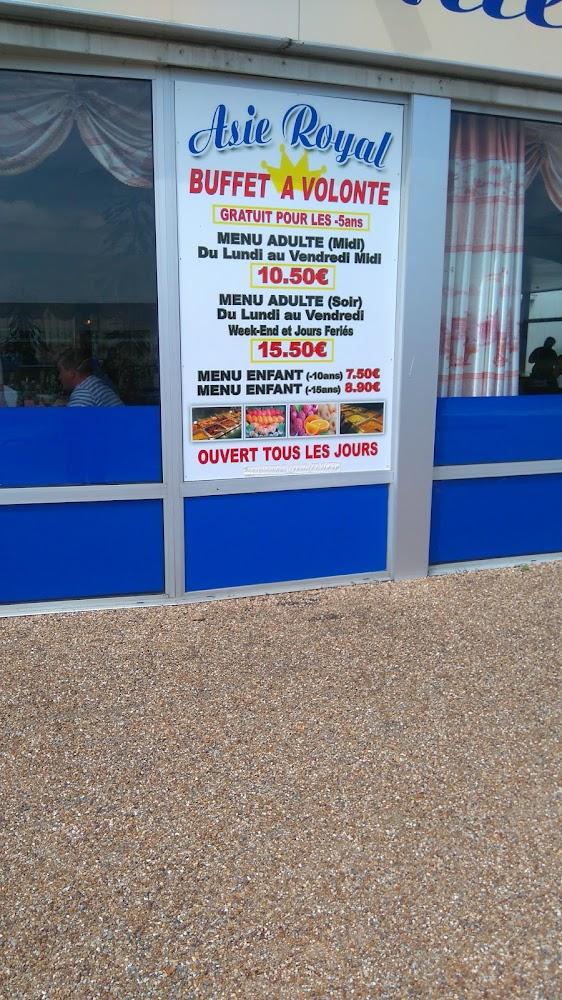 Asie Royal
BUFFET A VOLONTE
GRATUIT POUR LES -5ans
MENU ADULTE (Midi)
Du Lundi au Vendredi Midi
10.50€
MENU ADULTE (Soir)
Du Lundi au Vendredi
Week-End et Jours Feriés
15.50€
MENU ENFANT (-10ans) 7.50€
MENU ENFANT (-15ans) 8.90€
OUVERT TOUS LES JOURS